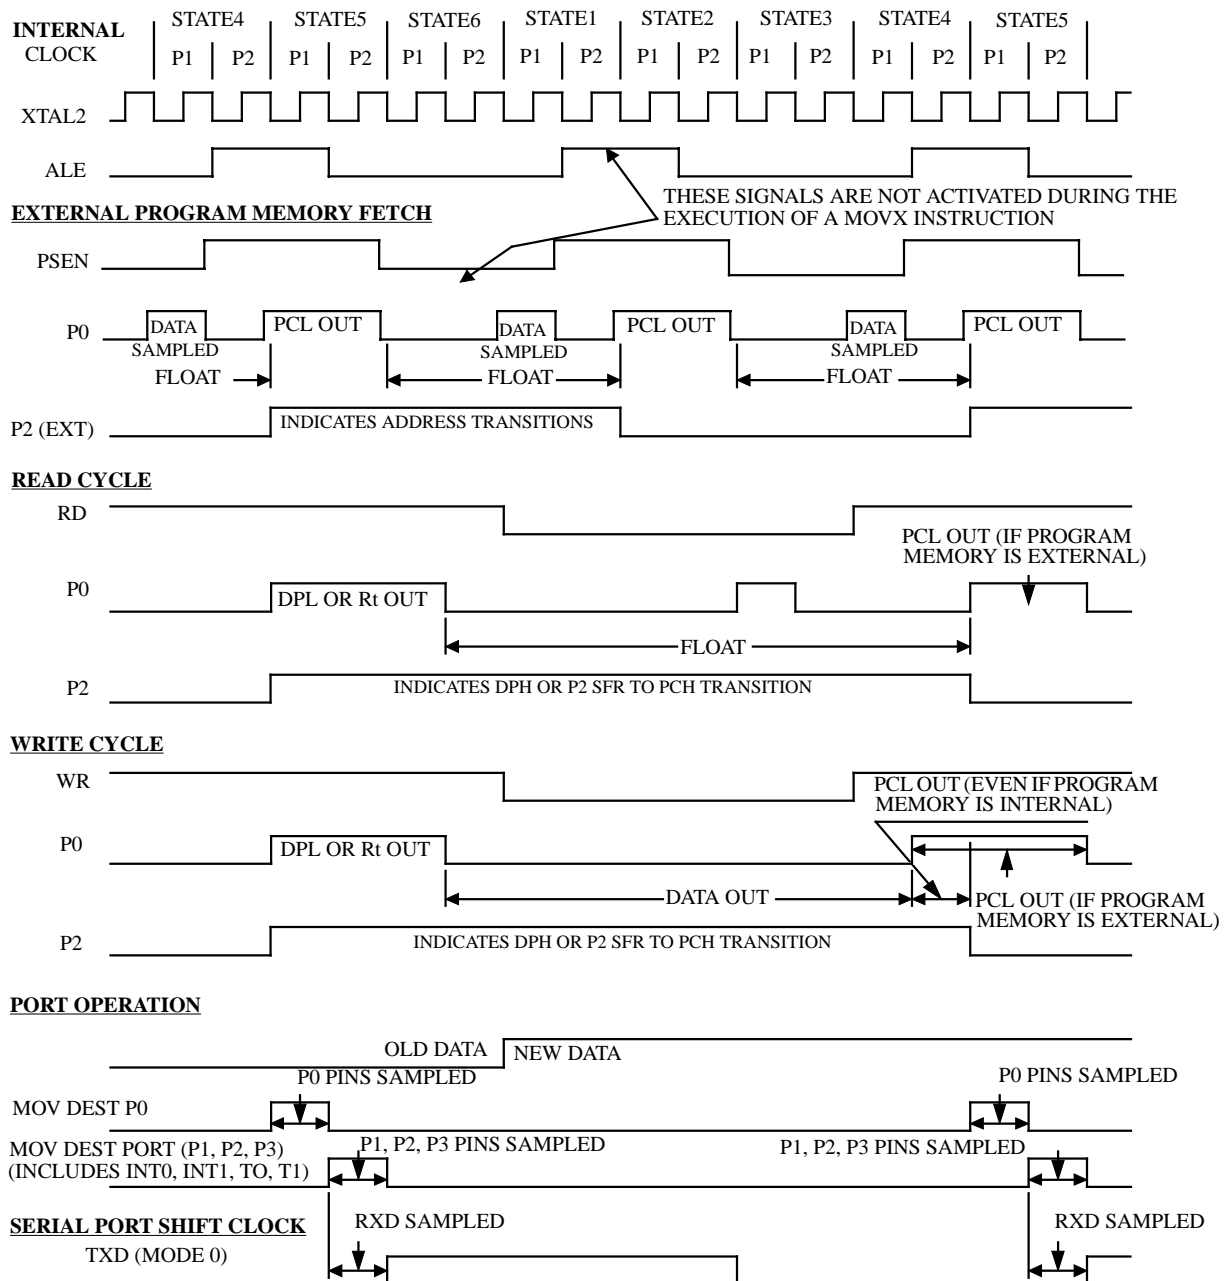 INTERNAL
CLOCK
STATE4 STATE5 STATE6 STATE1 STATE2 STATE3 STATE4 STATE5
P1 P2 P1 P2 P1 P2 P1 P2 P1 P2 P1 P2 P1 P2 P1 P2
XTAL2
ALE
THESE SIGNALS ARE NOT ACTIVATED DURING THE
EXECUTION OF A MOVX INSTRUCTION
EXTERNAL PROGRAM MEMORY FETCH
PSEN
P0
DATA PCL OUT DATA PCL OUT DATA PCL OUT
SAMPLED SAMPLED SAMPLED
FLOAT FLOAT FLOAT
P2 (EXT)
INDICATES ADDRESS TRANSITIONS
READ CYCLE
RD
PCL OUT (IF PROGRAM
MEMORY IS EXTERNAL)
P0
DPL OR Rt OUT
FLOAT
P2
INDICATES DPH OR P2 SFR TO PCH TRANSITION
WRITE CYCLE
WR
PCL OUT (EVEN IF PROGRAM
MEMORY IS INTERNAL)
P0
DPL OR Rt OUT
DATA OUT
PCL OUT (IF PROGRAM
MEMORY IS EXTERNAL)
P2
INDICATES DPH OR P2 SFR TO PCH TRANSITION
PORT OPERATION
OLD DATA NEW DATA
P0 PINS SAMPLED P0 PINS SAMPLED
MOV DEST P0
MOV DEST PORT (P1, P2, P3)
(INCLUDES INT0, INT1, TO, T1)
P1, P2, P3 PINS SAMPLED P1, P2, P3 PINS SAMPLED
SERIAL PORT SHIFT CLOCK
RXD SAMPLED RXD SAMPLED
TXD (MODE 0)